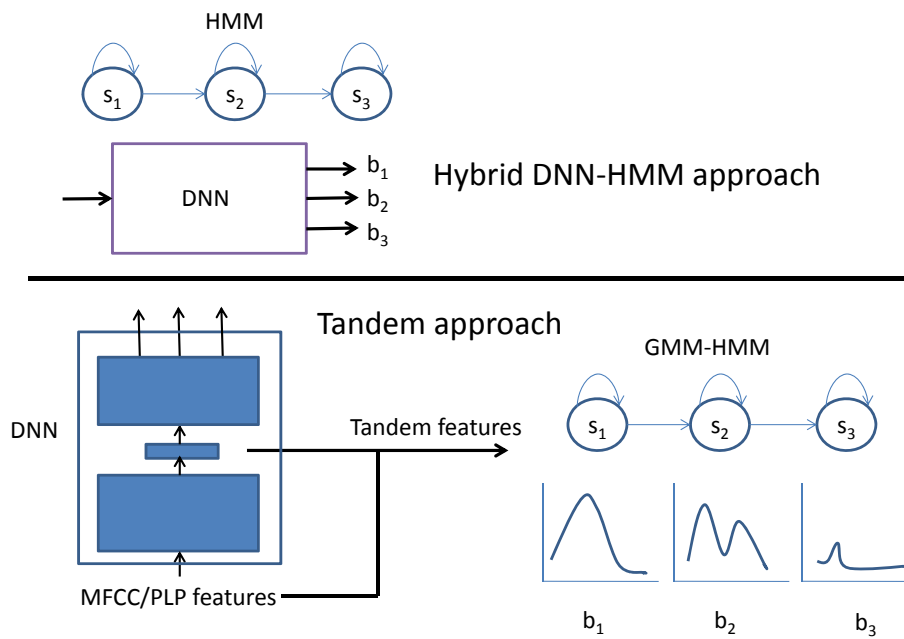 HMM
s1 s2 s3
DNN
b1
b2
b3
Hybrid DNN-HMM approach
Tandem approach
DNN
Tandem features
MFCC/PLP features
GMM-HMM
s1 s2 s3
b1 b2 b3